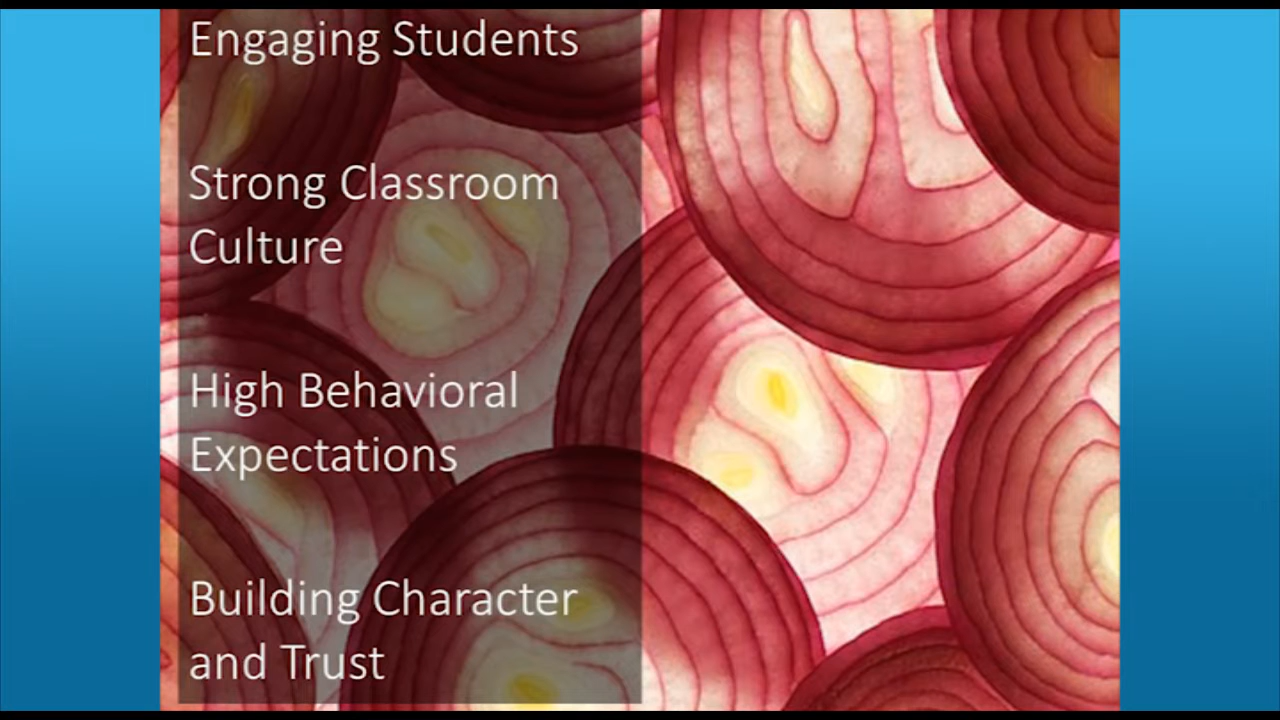 Engaging Students
Strong Classroom
Culture
High Behavioral
Expectations
Building Character
and Trust